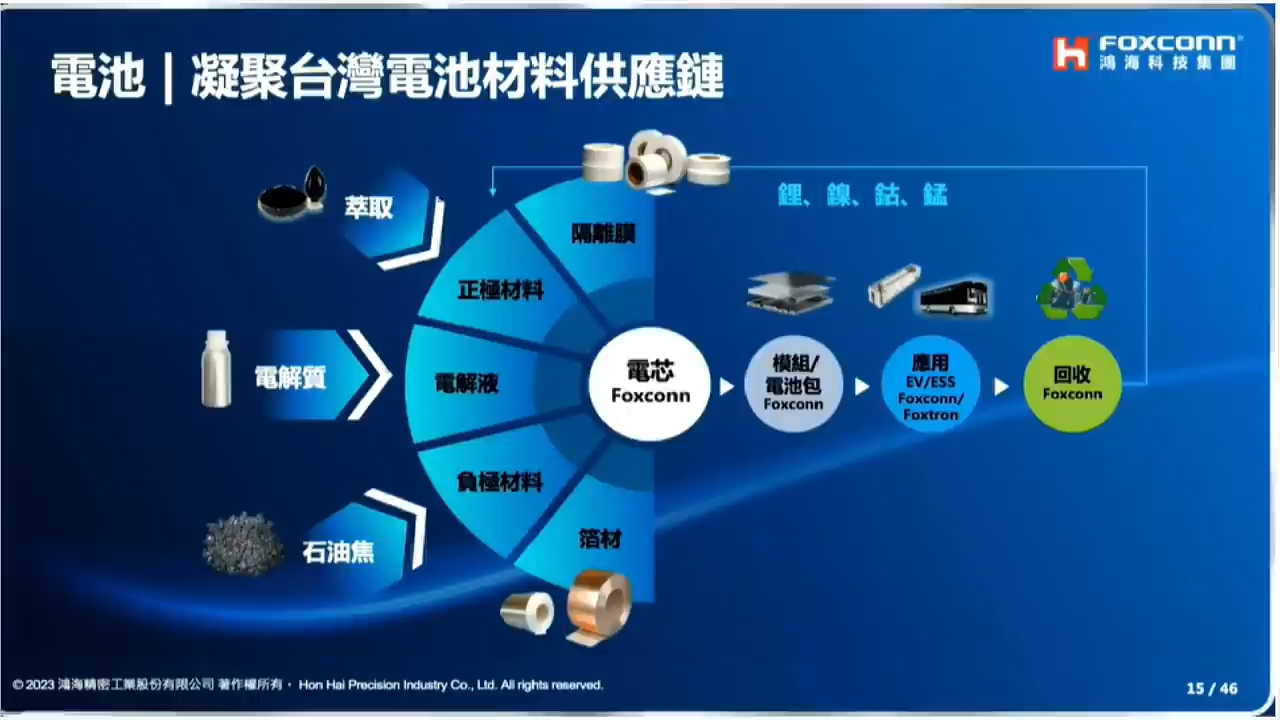 電池 | 凝聚台灣電池材料供應鏈
FOXCONN
鴻海科技集團
萃取
隔離膜
鋰、鎳、鈷、錳
正極材料
電解質
電解液
電芯
Foxconn
模組/
電池包
Foxconn
應用
EV/ESS
Foxconn/
Foxtron
回收
Foxconn
負極材料
石油焦
箔材
© 2023 鴻海精密工業股份有限公司 著作權所有・ Hon Hai Precision Industry Co., Ltd. All rights reserved.
15 / 46